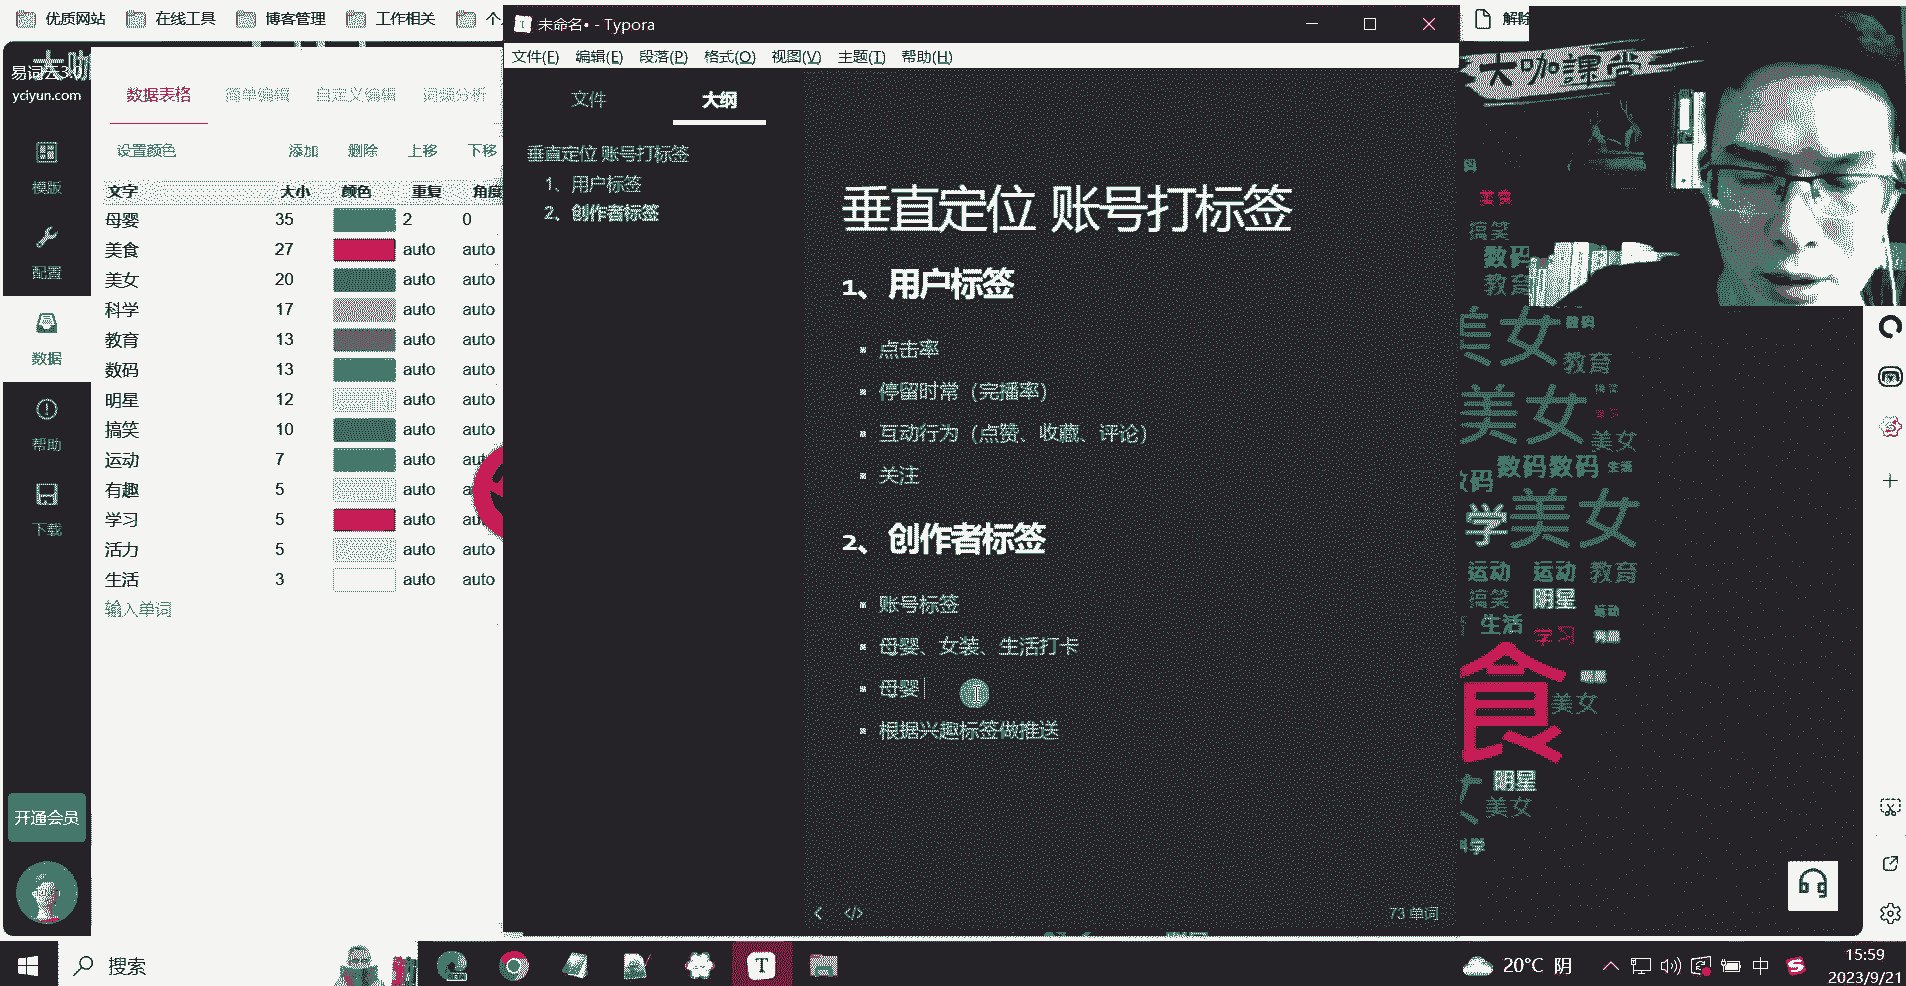 优质网站
在线工具
博客管理
工作相关
未命名• - Typora
文件(F) 编辑(E) 段落(P) 格式(O) 视图(V) 主题(T) 帮助(H)
大咖课堂
易词云3.0
yciyun.com
模版
配置
数据
帮助
下载
开通会员
数据表格 简单编辑 自定义编辑 词频分析
设置颜色 添加 删除 上移 下移
文字 大小 颜色 重复 角度
母婴 35 2 0
美食 27 auto auto
美女 20 auto auto
科学 17 auto auto
教育 13 auto auto
数码 13 auto auto
明星 12 auto auto
搞笑 10 auto auto
运动 7 auto
有趣 5 auto
学习 5 auto
活力 5 auto auto
生活 3 auto auto
输入单词
文件 大纲
垂直定位 账号打标签
1、用户标签
2、创作者标签
垂直定位 账号打标签
1、 用户标签
点击率
停留时常（完播率）
互动行为（点赞、收藏、评论）
关注
2、 创作者标签
账号标签
母婴、女装、生活打卡
母婴
根据兴趣标签做推送
73 单词
美食
搞笑
数码
教育
美女 数码
教育
美女
学习
美女
数码 数码 生活
学 美女
运动 运动 教育
搞笑 明星 运动
生活 学习
食
美女
明星
美女
科学
搜索
20°C 阴
中
15:59
2023/9/21